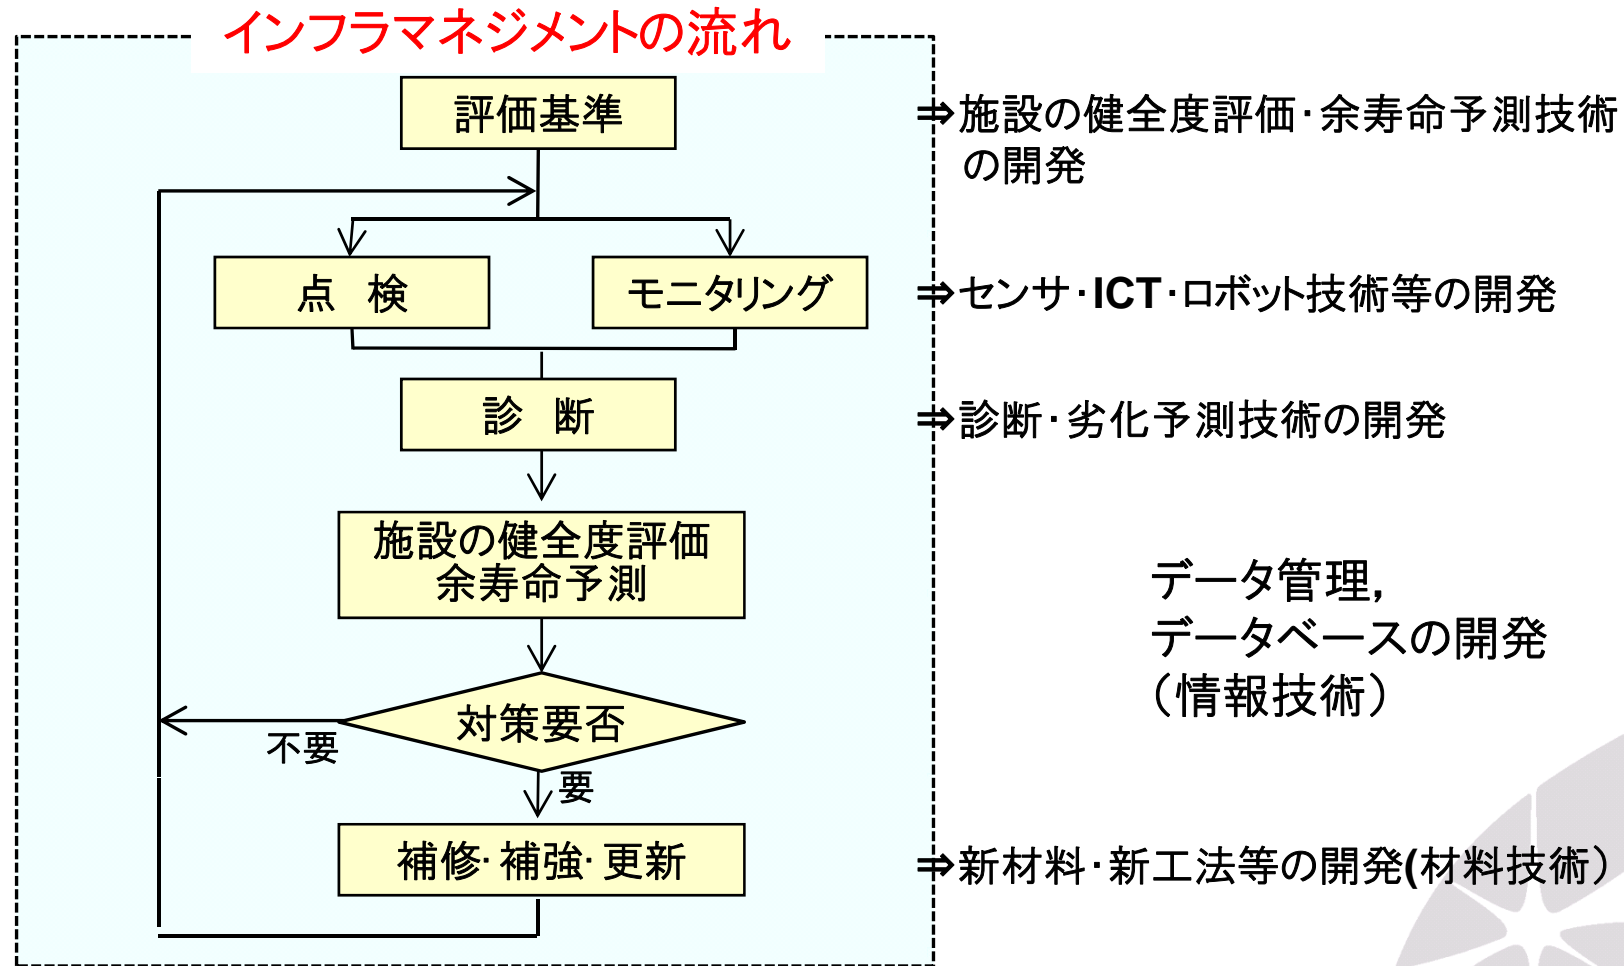 インフラマネジメントの流れ
評価基準
⇒施設の健全度評価・余寿命予測技術
の開発
点　検
モニタリング
⇒センサ・ICT・ロボット技術等の開発
診　断
⇒診断・劣化予測技術の開発
施設の健全度評価
余寿命予測
データ管理,
データベースの開発
（情報技術）
対策要否
不要
要
補修・補強・更新
⇒新材料・新工法等の開発(材料技術）